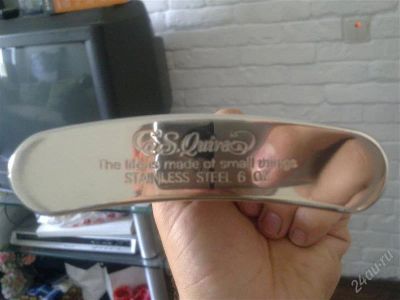 S.Quire
The life is made of small things
STAINLESS STEEL 6 OZ
24au.ru